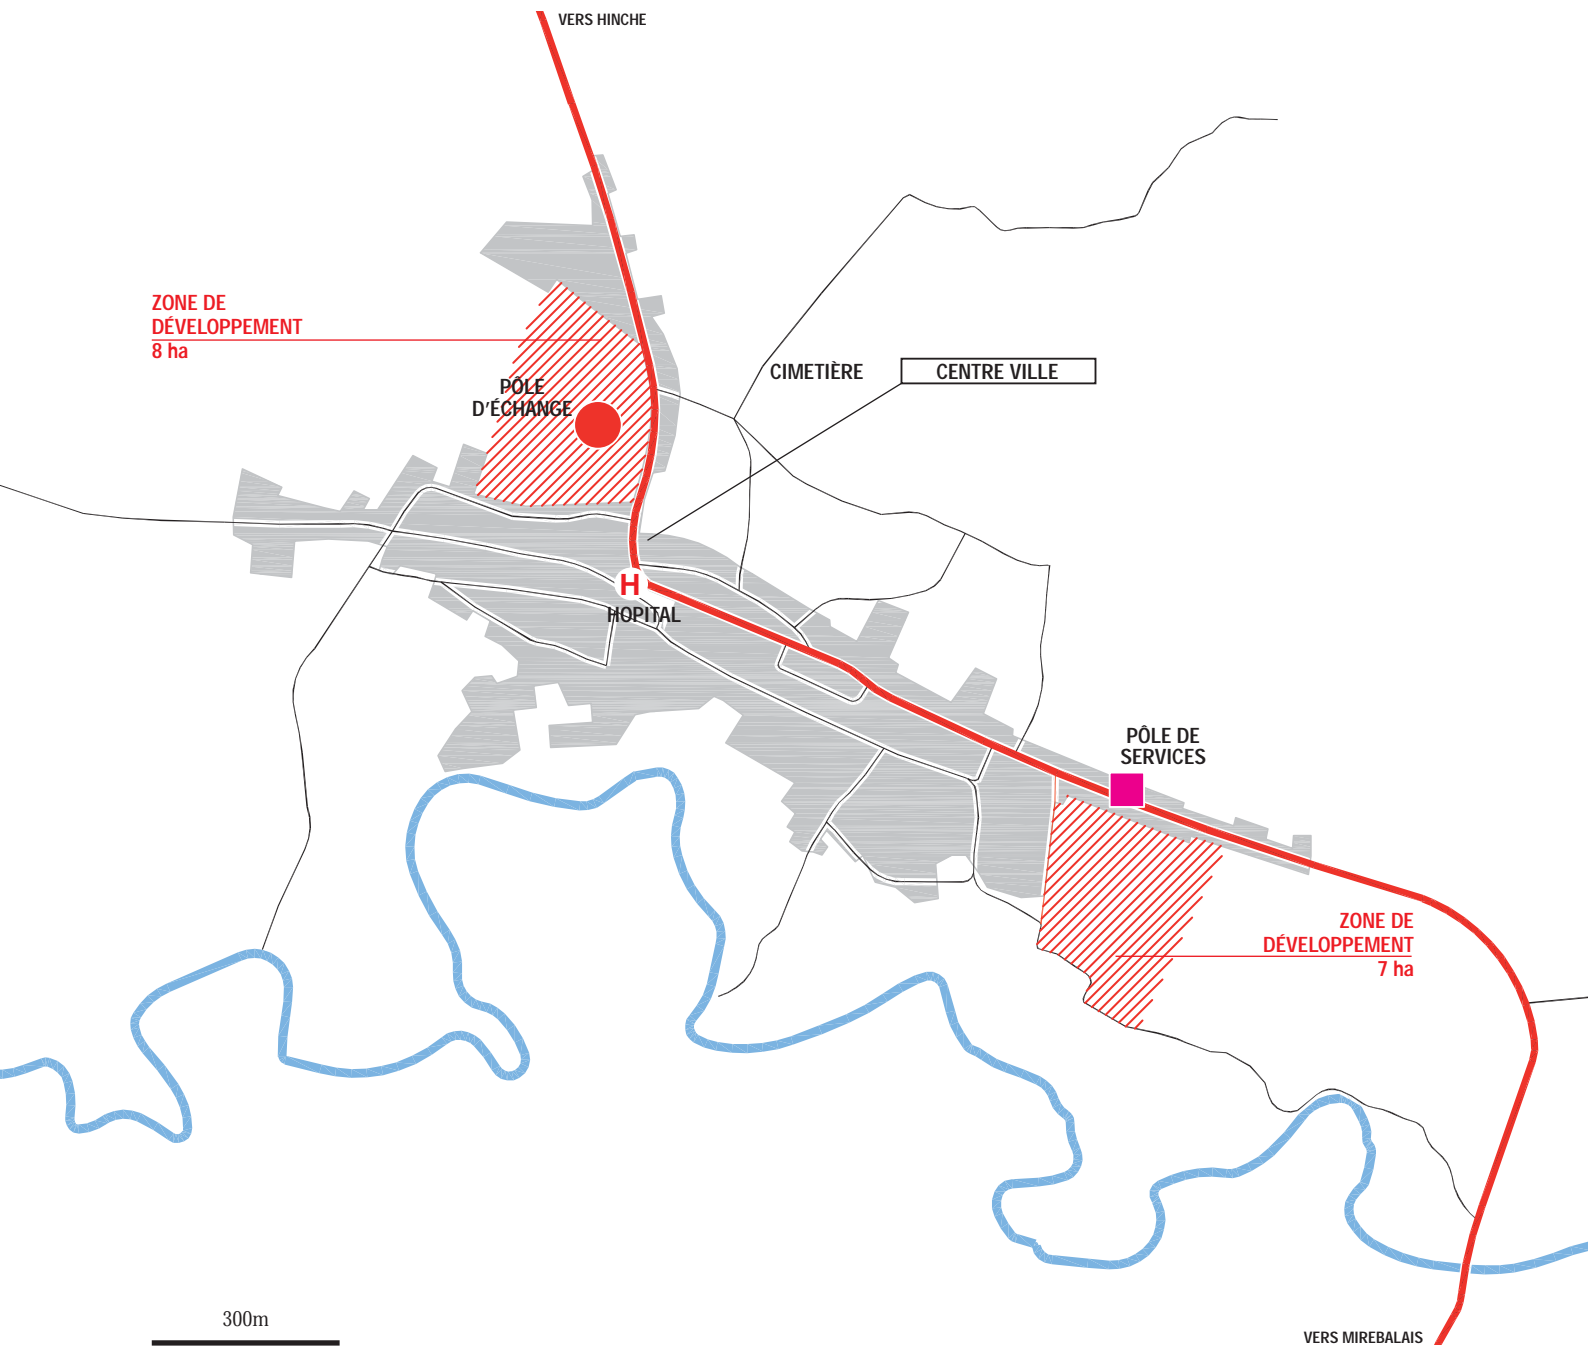 VERS HINCHE
ZONE DE
DÉVELOPPEMENT
8 ha
CIMETIÈRE
CENTRE VILLE
PÔLE
D'ÉCHANGE
H
HOPITAL
PÔLE DE
SERVICES
ZONE DE
DÉVELOPPEMENT
7 ha
300m
VERS MIREBALAIS